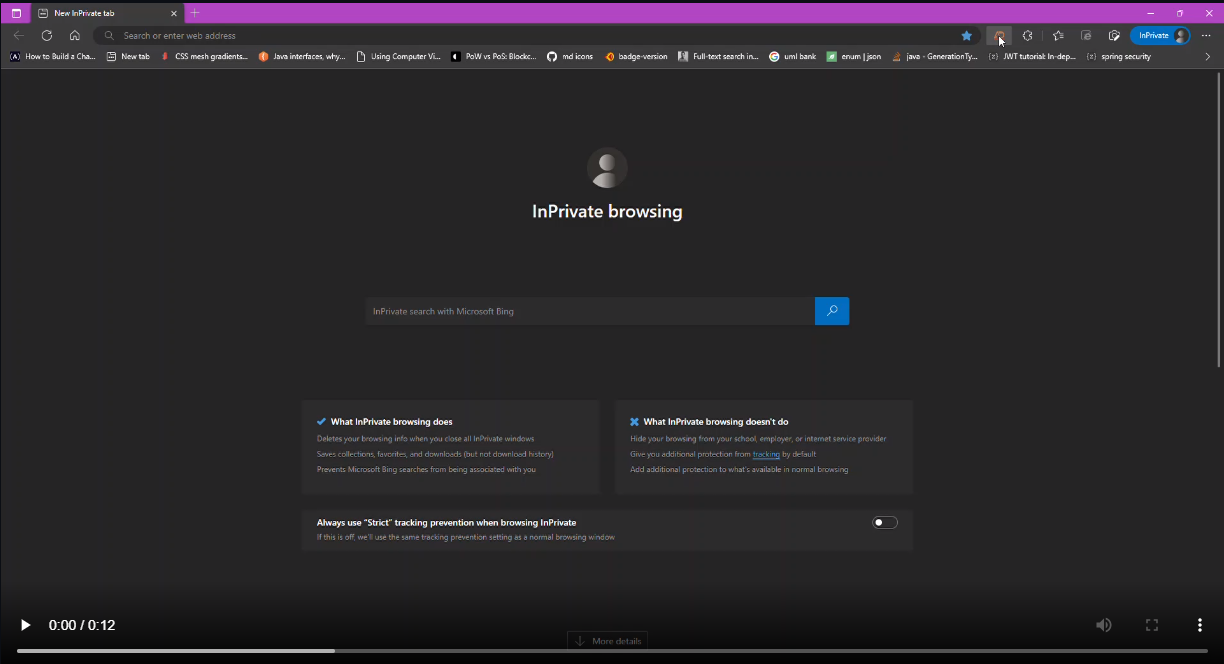 New InPrivate tab
Search or enter web address
InPrivate
How to Build a Cha...
New tab
CSS mesh gradients...
Java interfaces, why...
Using Computer Vi...
PoW vs PoS: Blockc...
md icons
badge-version
Full-text search in...
uml bank
enum | json
java - GenerationTy...
JWT tutorial: In-dep...
spring security
InPrivate browsing
InPrivate search with Microsoft Bing
What InPrivate browsing does
Deletes your browsing info when you close all InPrivate windows
Saves collections, favorites, and downloads (but not download history)
Prevents Microsoft Bing searches from being associated with you
What InPrivate browsing doesn't do
Hide your browsing from your school, employer, or internet service provider
Give you additional protection from tracking by default
Add additional protection to what's available in normal browsing
Always use "Strict" tracking prevention when browsing InPrivate
If this is off, we'll use the same tracking prevention setting as a normal browsing window
0:00 / 0:12
More details